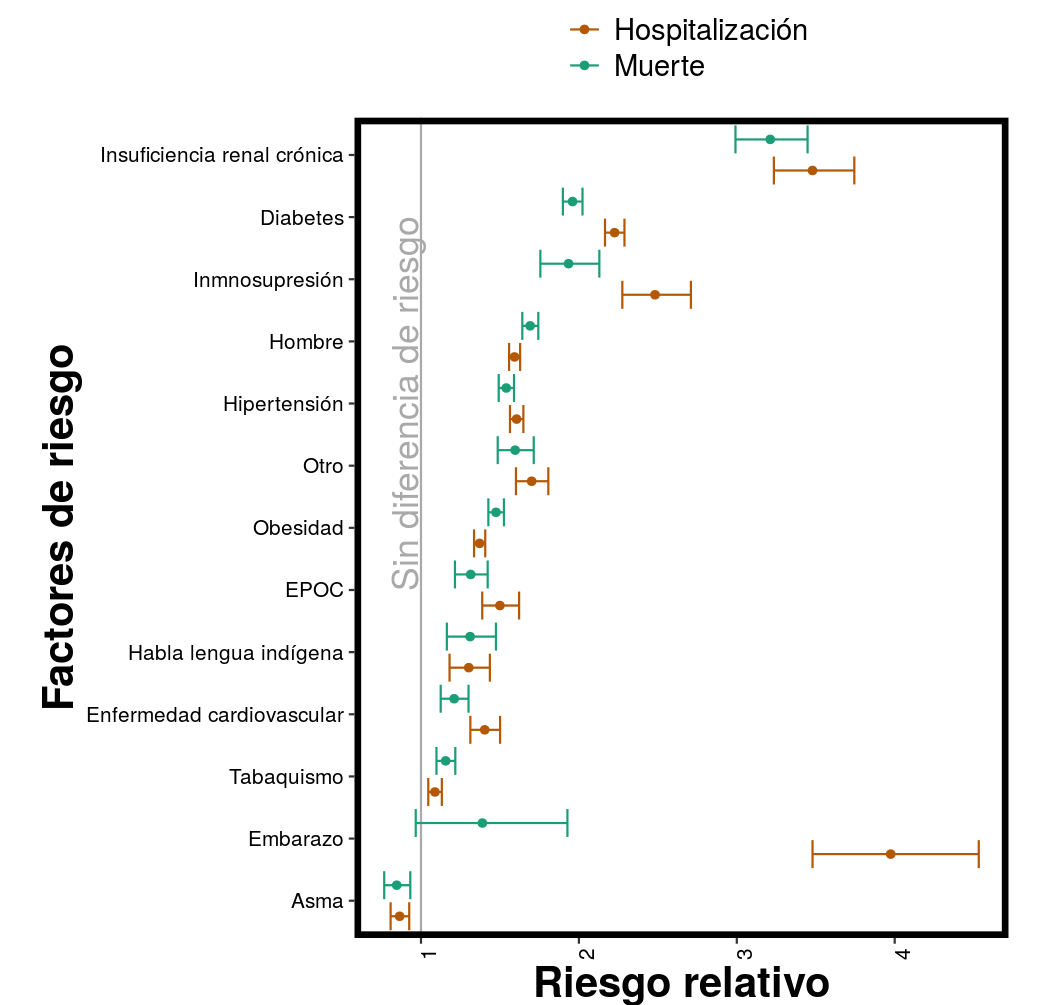 Hospitalización
Muerte
Factores de riesgo
Insuficiencia renal crónica
Diabetes
Inmnosupresión
Hombre
Hipertensión
Otro
Obesidad
EPOC
Habla lengua indígena
Enfermedad cardiovascular
Tabaquismo
Embarazo
Asma
Sin diferencia de riesgo
1
2
3
4
Riesgo relativo